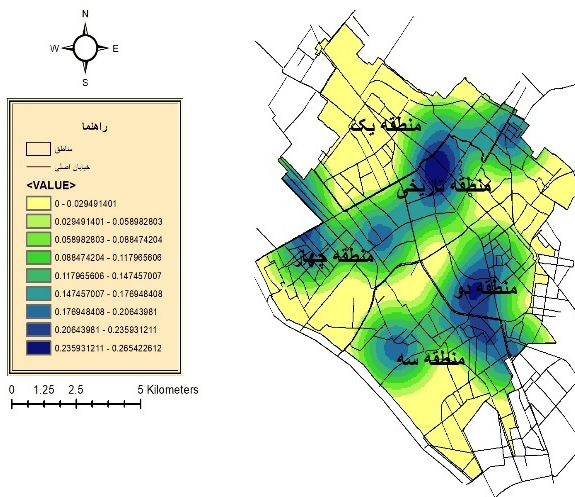 N
W E
S
راهنما
مناطق
خیابان اصلی
<VALUE>
0 - 0.029491401
0.029491401 - 0.058982803
0.058982803 - 0.088474204
0.088474204 - 0.117965606
0.117965606 - 0.147457007
0.147457007 - 0.176948408
0.176948408 - 0.20643981
0.20643981 - 0.235931211
0.235931211 - 0.265422612
0 1.25 2.5 5 Kilometers
منطقه یک
منطقه تاریخی
منطقه چهار
منطقه دو
منطقه سه